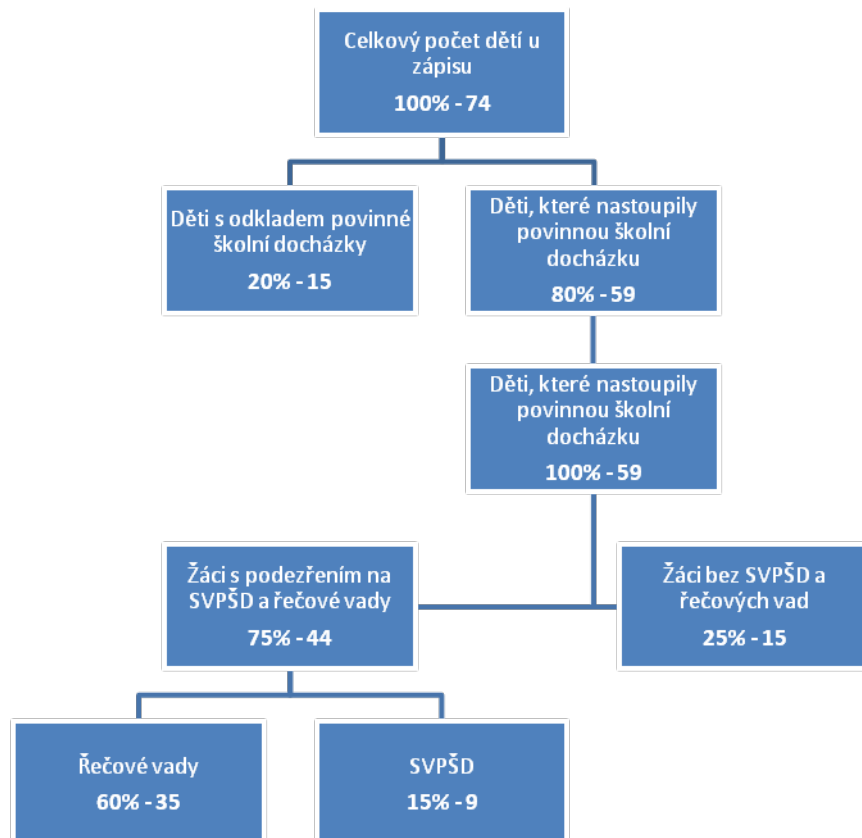 Celkový počet dětí u
zápisu
100% - 74
Děti s odkladem povinné
školní docházky
20% - 15
Děti, které nastoupily
povinnou školní
docházku
80% - 59
Děti, které nastoupily
povinnou školní
docházku
100% - 59
Žáci s podezřením na
SVPŠD a řečové vady
75% - 44
Žáci bez SVPŠD a
řečových vad
25% - 15
Řečové vady
60% - 35
SVPŠD
15% - 9